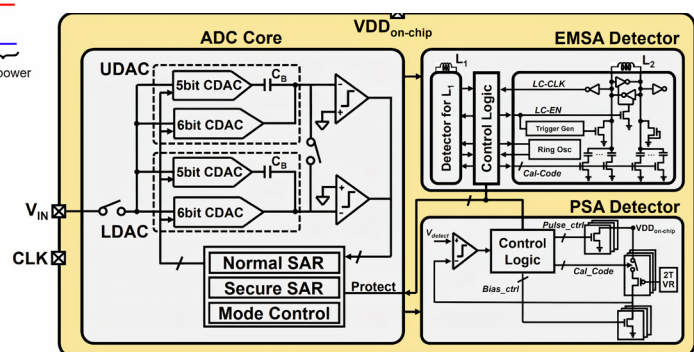 power
VDDon-chip
ADC Core
UDAC
5bit CDAC
CB
6bit CDAC
5bit CDAC
CB
6bit CDAC
LDAC
VIN
CLK
Normal SAR
Secure SAR
Mode Control
Protect
EMSA Detector
L1
L2
Detector for L1
Control Logic
LC-CLK
LC-EN
Trigger Gen
Ring Osc
Cal-Code
...
...
PSA Detector
Vdetect
Control
Logic
Pulse_ctrl
VDDon-chip
Cal_Code
Bias_ctrl
2T
VR